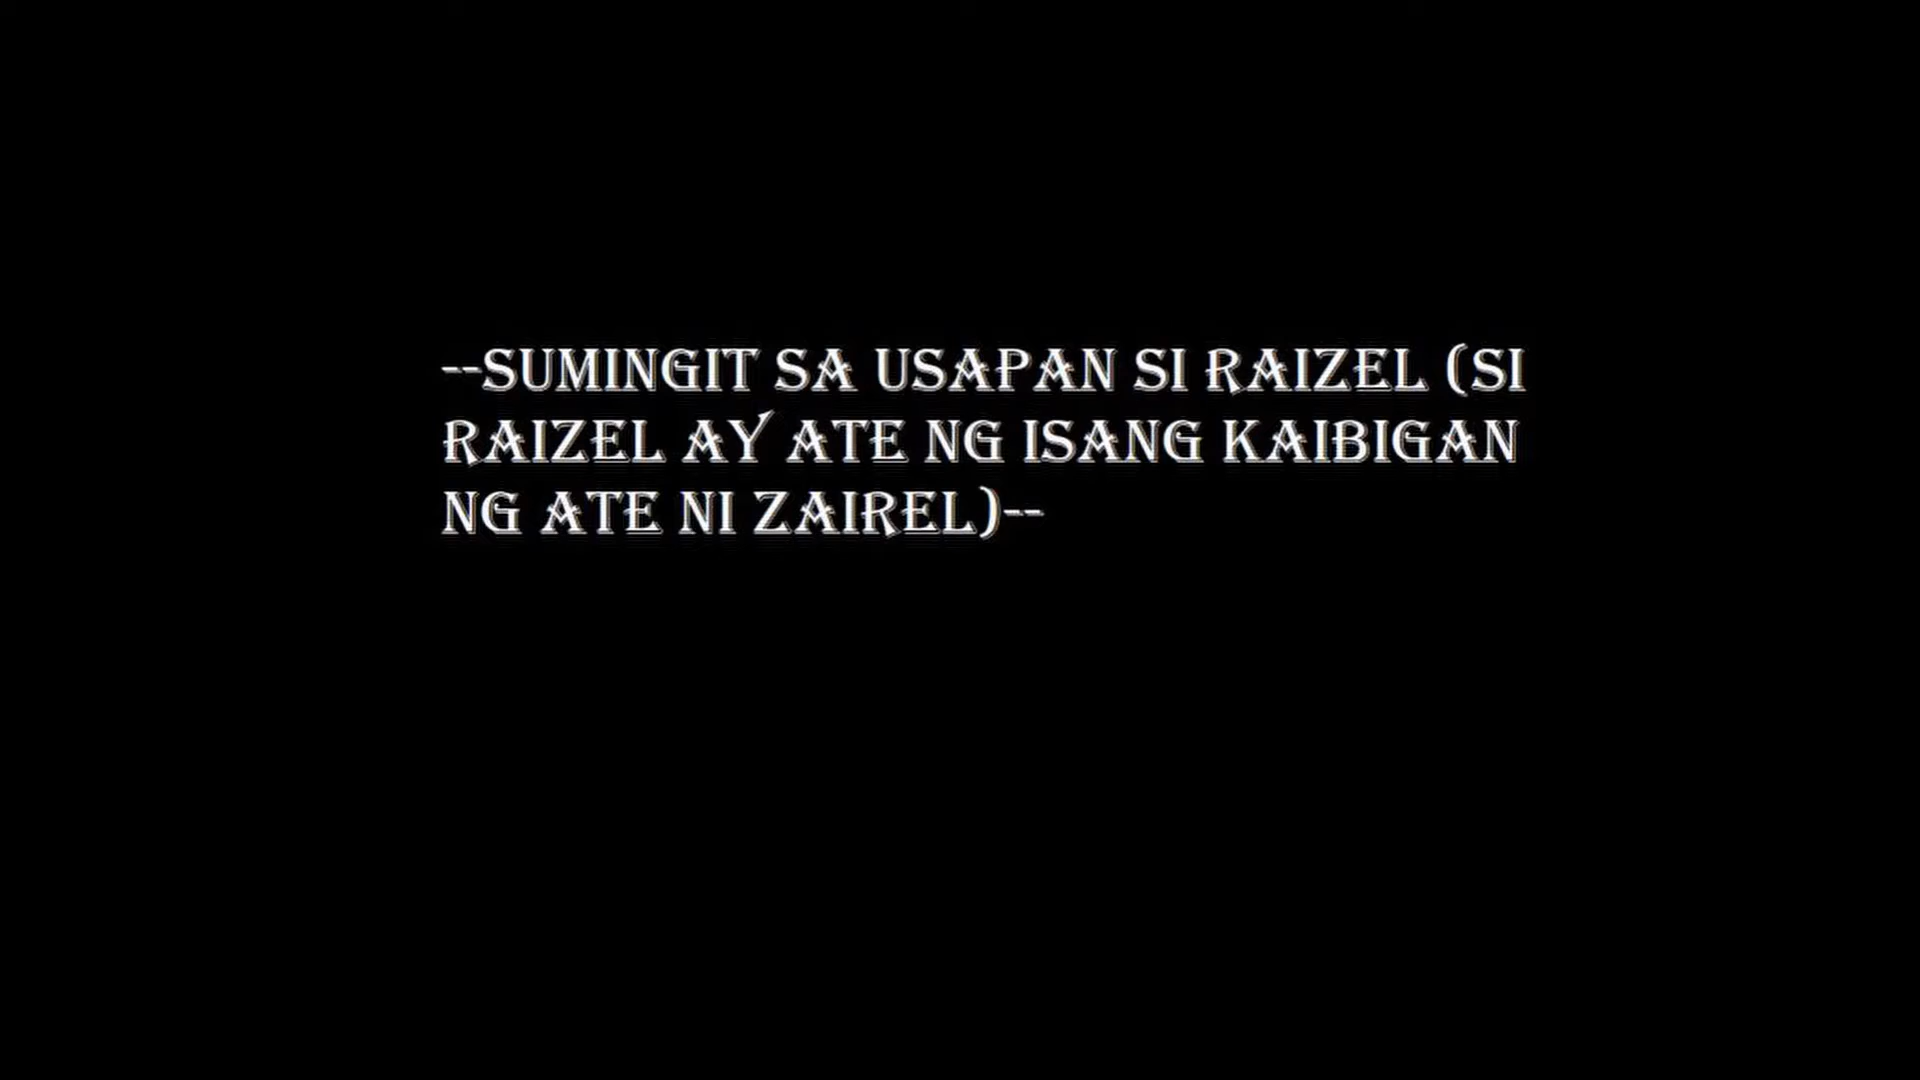 --SUMINGIT SA USAPAN SI RAIZEL (SI
RAIZEL AY ATE NG ISANG KAIBIGAN
NG ATE NI ZAIREL)--